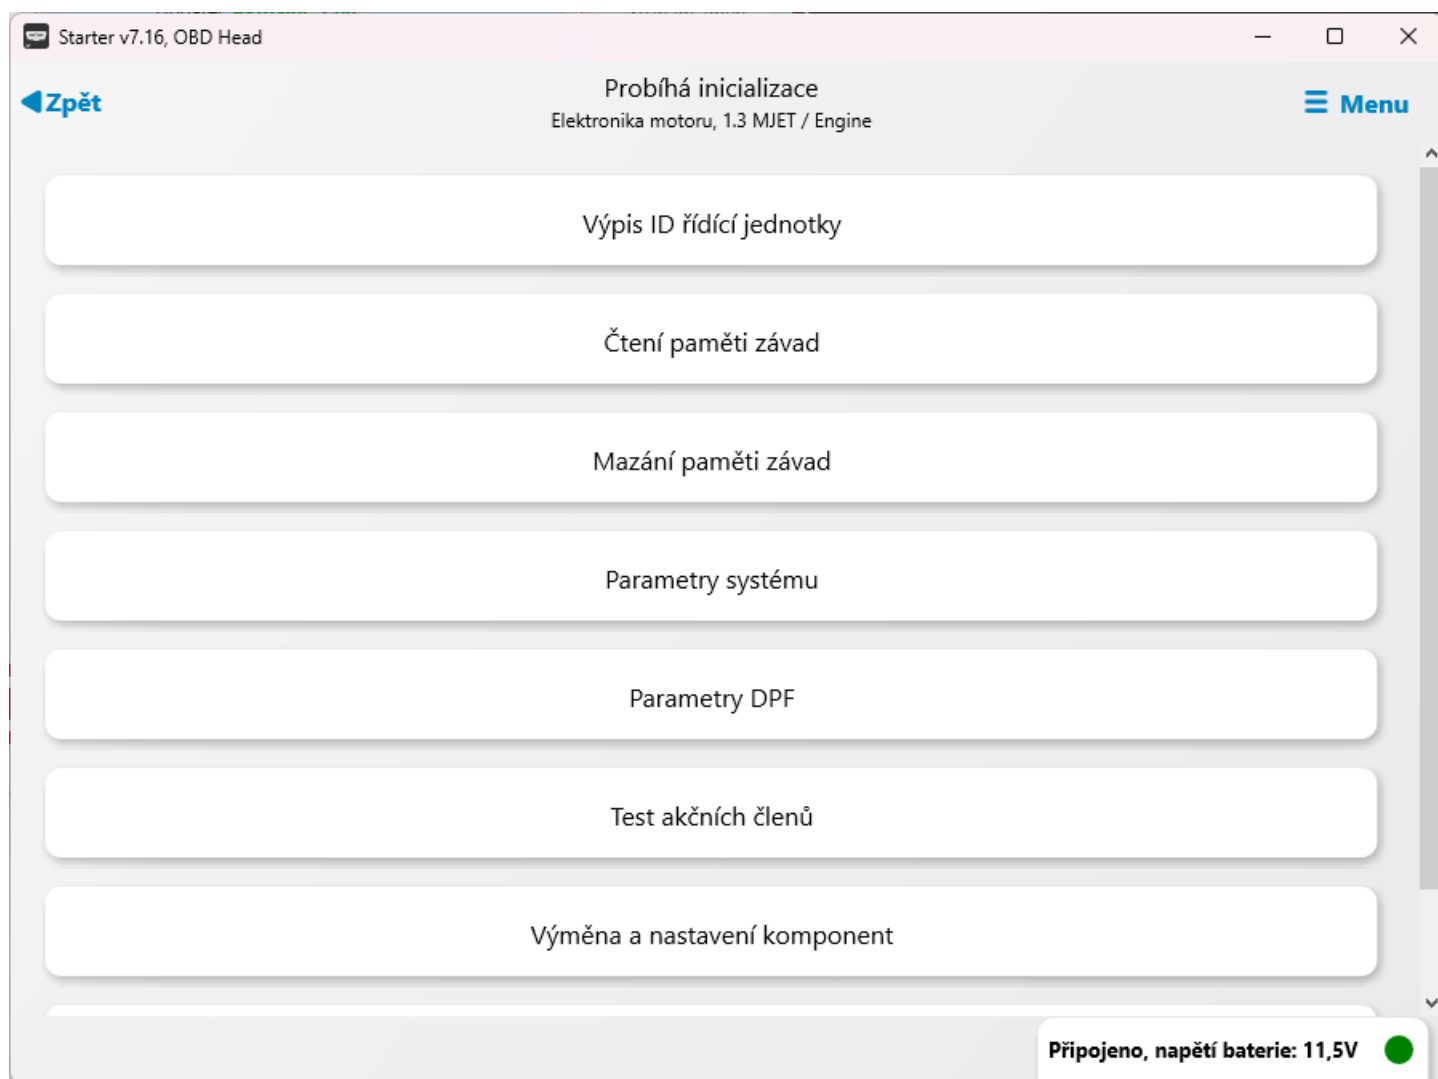 Starter v7.16, OBD Head
Zpět
Probíhá inicializace
Menu
Elektronika motoru, 1.3 MJET / Engine
Výpis ID řídící jednotky
Čtení paměti závad
Mazání paměti závad
Parametry systému
Parametry DPF
Test akčních členů
Výměna a nastavení komponent
Připojeno, napětí baterie: 11,5V